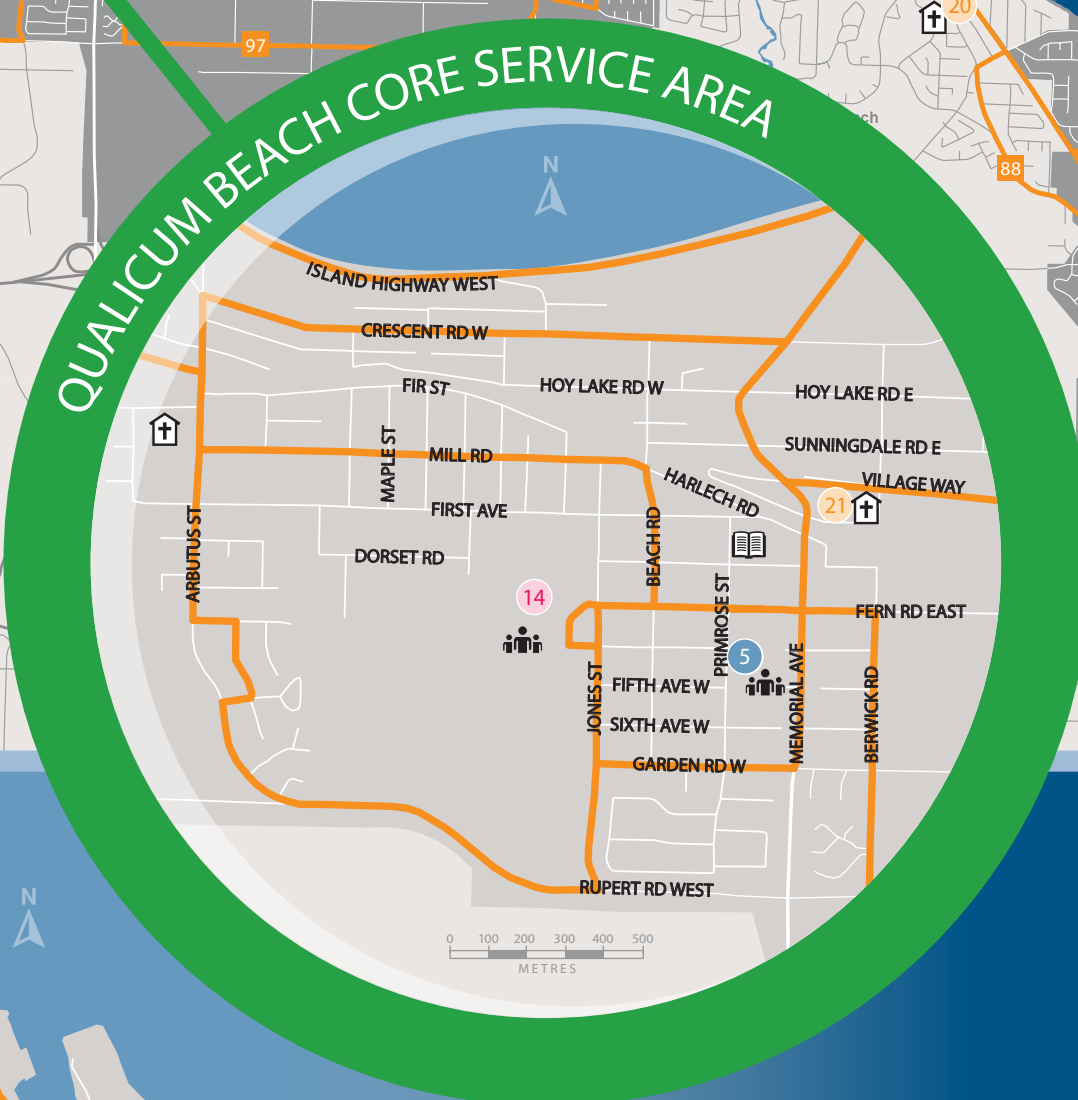 20
97
QUALICUM BEACH CORE SERVICE AREA
ch
88
N
ISLAND HIGHWAY WEST
CRESCENT RD W
FIR ST
HOY LAKE RD W
HOY LAKE RD E
SUNNINGDALE RD E
MAPLE ST
MILL RD
HARLECH RD
VILLAGE WAY
21
FIRST AVE
ARBUTUS ST
BEACH RD
DORSET RD
14
PRIMROSE ST
FERN RD EAST
5
JONES ST
FIFTH AVE W
MEMORIAL AVE
BERWICK RD
SIXTH AVE W
GARDEN RD W
RUPERT RD WEST
N
0 100 200 300 400 500
METRES